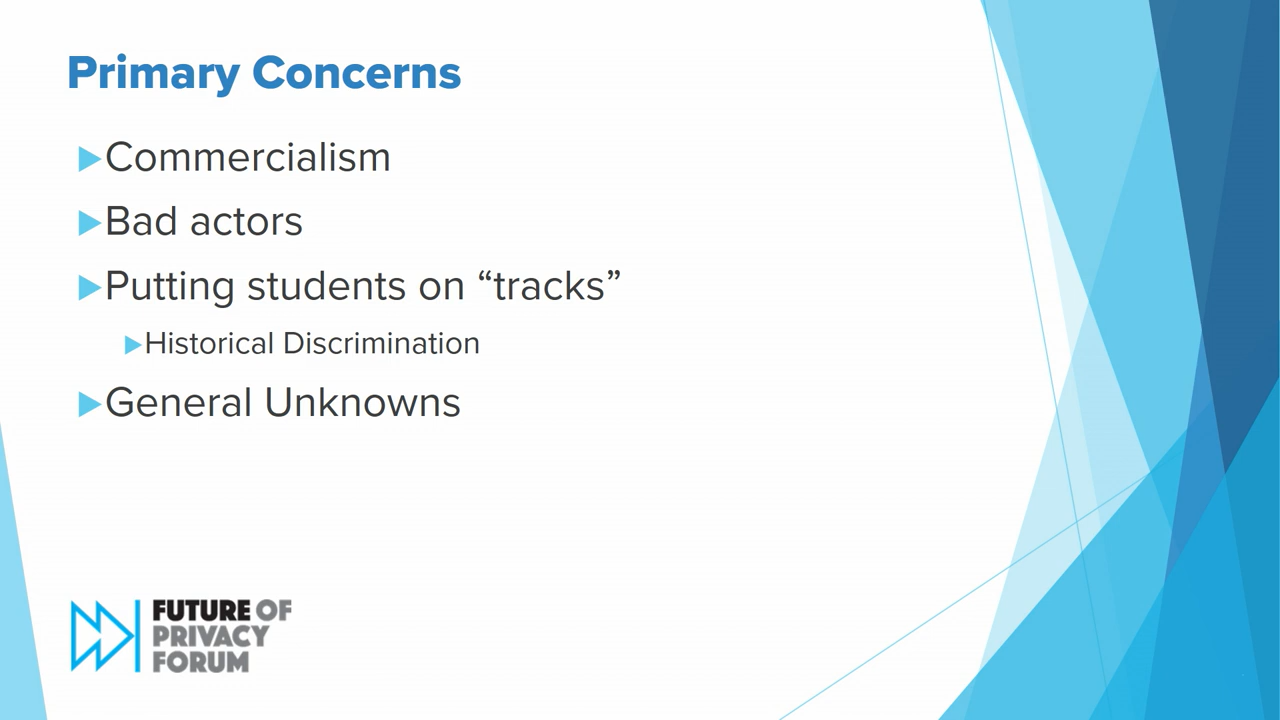 Primary Concerns
Commercialism
Bad actors
Putting students on “tracks”
Historical Discrimination
General Unknowns
FUTURE OF
PRIVACY
FORUM